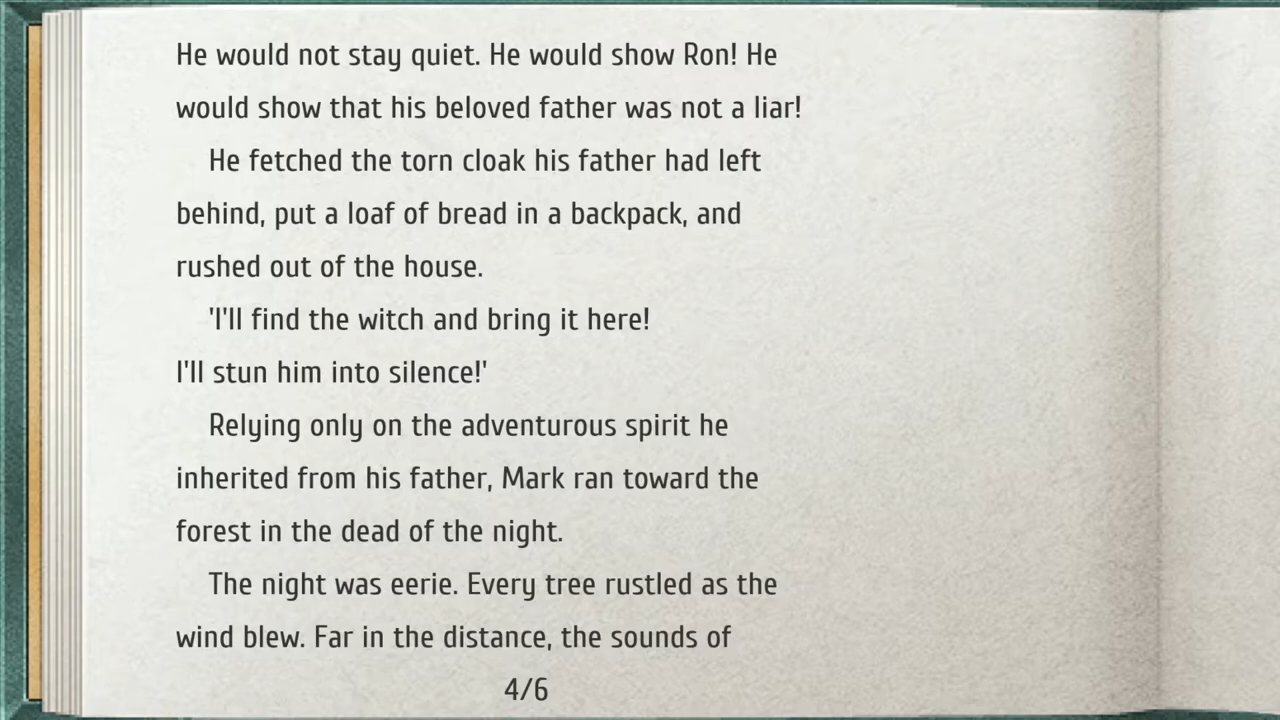 He would not stay quiet. He would show Ron! He
would show that his beloved father was not a liar!
He fetched the torn cloak his father had left
behind, put a loaf of bread in a backpack, and
rushed out of the house.
'I'll find the witch and bring it here!
I'll stun him into silence!'
Relying only on the adventurous spirit he
inherited from his father, Mark ran toward the
forest in the dead of the night.
The night was eerie. Every tree rustled as the
wind blew. Far in the distance, the sounds of
4/6